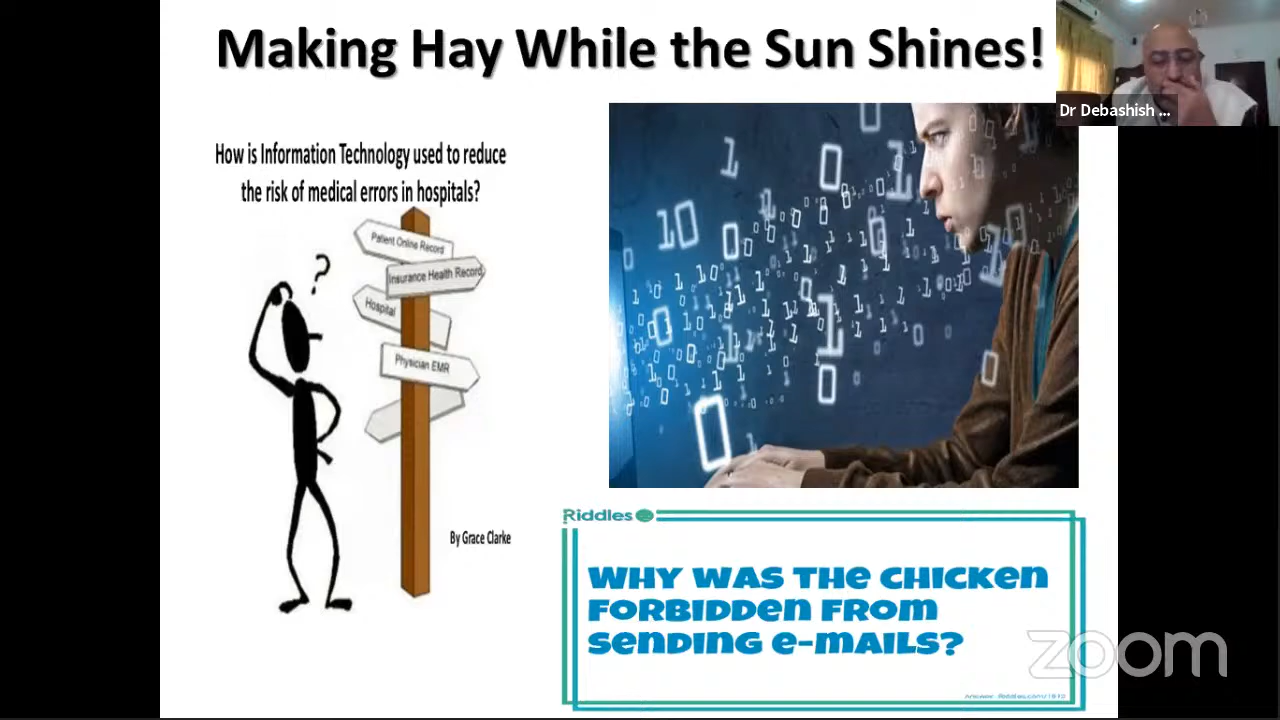 Making Hay While the Sun Shines!
Dr Debashish ...
How is Information Technology used to reduce
the risk of medical errors in hospitals?
Patient Online Record
Insurance Health Record
Hospital
Physician EMR
By Grace Clarke
Riddles
WHY WAS THE CHICKEN
FORBIDDEN FROM
SENDING E-MAILS?
zoom